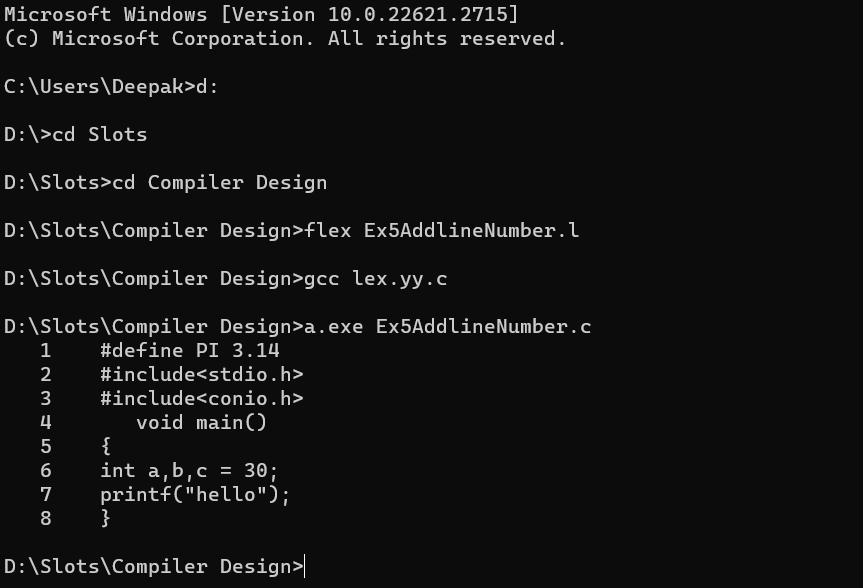 Microsoft Windows [Version 10.0.22621.2715]
(c) Microsoft Corporation. All rights reserved.
C:\Users\Deepak>d:
D:\>cd Slots
D:\Slots>cd Compiler Design
D:\Slots\Compiler Design>flex Ex5AddlineNumber.l
D:\Slots\Compiler Design>gcc lex.yy.c
D:\Slots\Compiler Design>a.exe Ex5AddlineNumber.c
   1    #define PI 3.14
   2    #include<stdio.h>
   3    #include<conio.h>
   4       void main()
   5    {
   6    int a,b,c = 30;
   7    printf("hello");
   8    }
D:\Slots\Compiler Design>